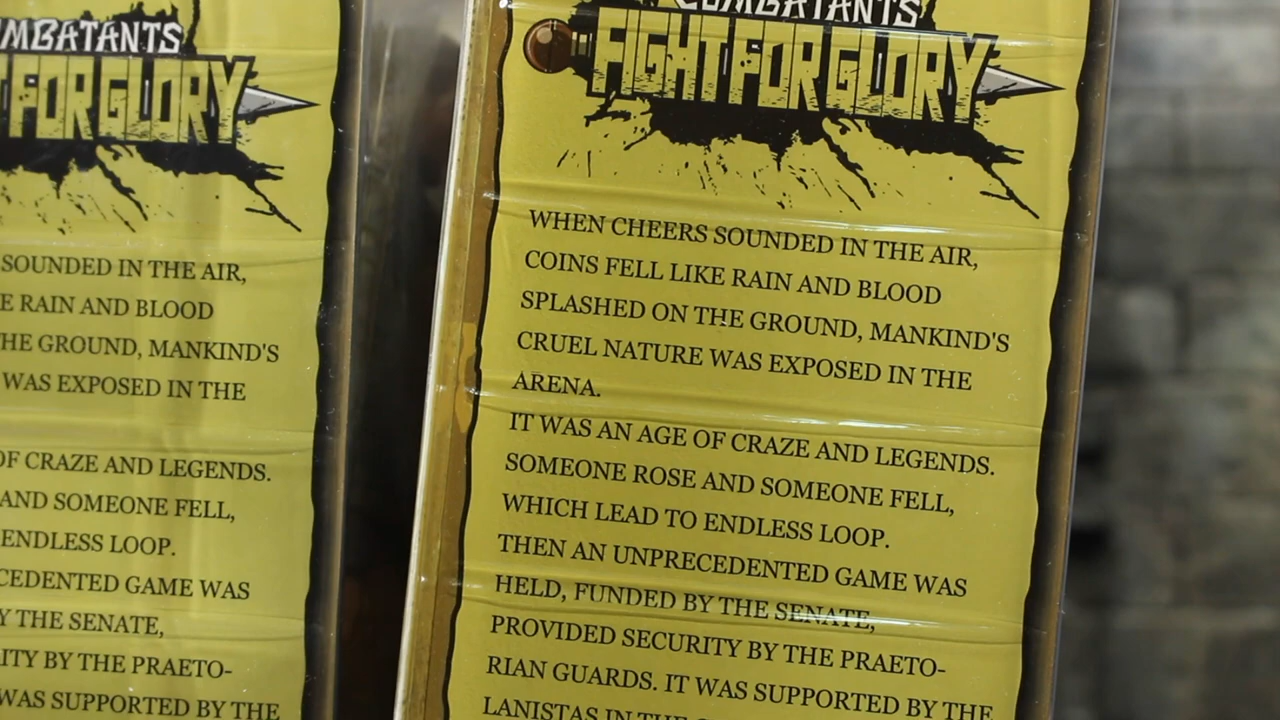 MBATANTS
FOR GLORY
SOUNDED IN THE AIR,
E RAIN AND BLOOD
HE GROUND, MANKIND'S
WAS EXPOSED IN THE
OF CRAZE AND LEGENDS.
AND SOMEONE FELL,
ENDLESS LOOP.
CEDENTED GAME WAS
Y THE SENATE,
ITY BY THE PRAETO-
WAS SUPPORTED BY THE
COMBATANTS
FIGHT FOR GLORY
WHEN CHEERS SOUNDED IN THE AIR,
COINS FELL LIKE RAIN AND BLOOD
SPLASHED ON THE GROUND, MANKIND'S
CRUEL NATURE WAS EXPOSED IN THE
ARENA.
IT WAS AN AGE OF CRAZE AND LEGENDS.
SOMEONE ROSE AND SOMEONE FELL,
WHICH LEAD TO ENDLESS LOOP.
THEN AN UNPRECEDENTED GAME WAS
HELD, FUNDED BY THE SENATE,
PROVIDED SECURITY BY THE PRAETO-
RIAN GUARDS. IT WAS SUPPORTED BY THE
LANISTAS IN THE